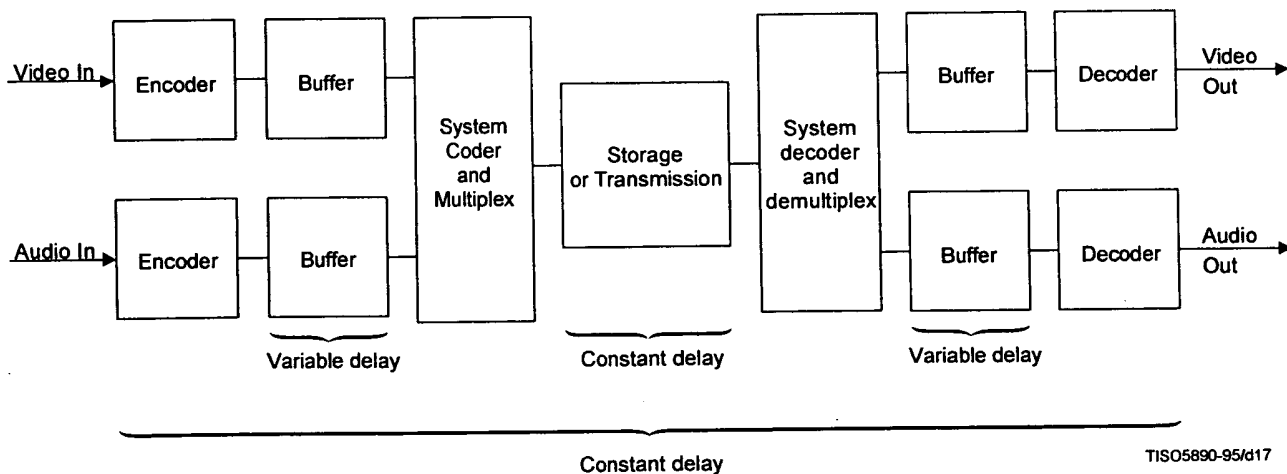 Video In
Encoder
Buffer
System
Coder
and
Multiplex
Storage
or Transmission
System
decoder
and
demultiplex
Buffer
Decoder
Video
Out
Audio In
Encoder
Buffer
Buffer
Decoder
Audio
Out
Variable delay
Constant delay
Variable delay
Constant delay
TISO5890-95/d17